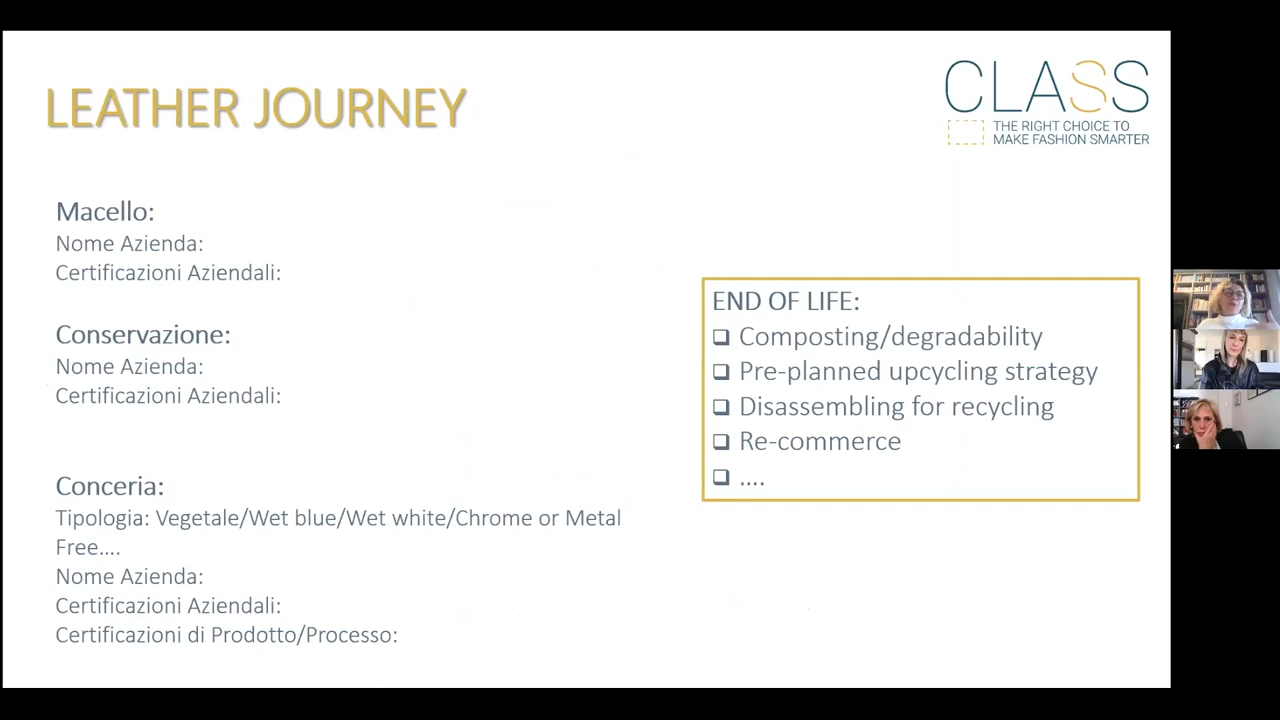 LEATHER JOURNEY
CLASS
THE RIGHT CHOICE TO
MAKE FASHION SMARTER
Macello:
Nome Azienda:
Certificazioni Aziendali:
Conservazione:
Nome Azienda:
Certificazioni Aziendali:
Conceria:
Tipologia: Vegetale/Wet blue/Wet white/Chrome or Metal
Free....
Nome Azienda:
Certificazioni Aziendali:
Certificazioni di Prodotto/Processo:
END OF LIFE:
❑ Composting/degradability
❑ Pre-planned upcycling strategy
❑ Disassembling for recycling
❑ Re-commerce
❑ ....